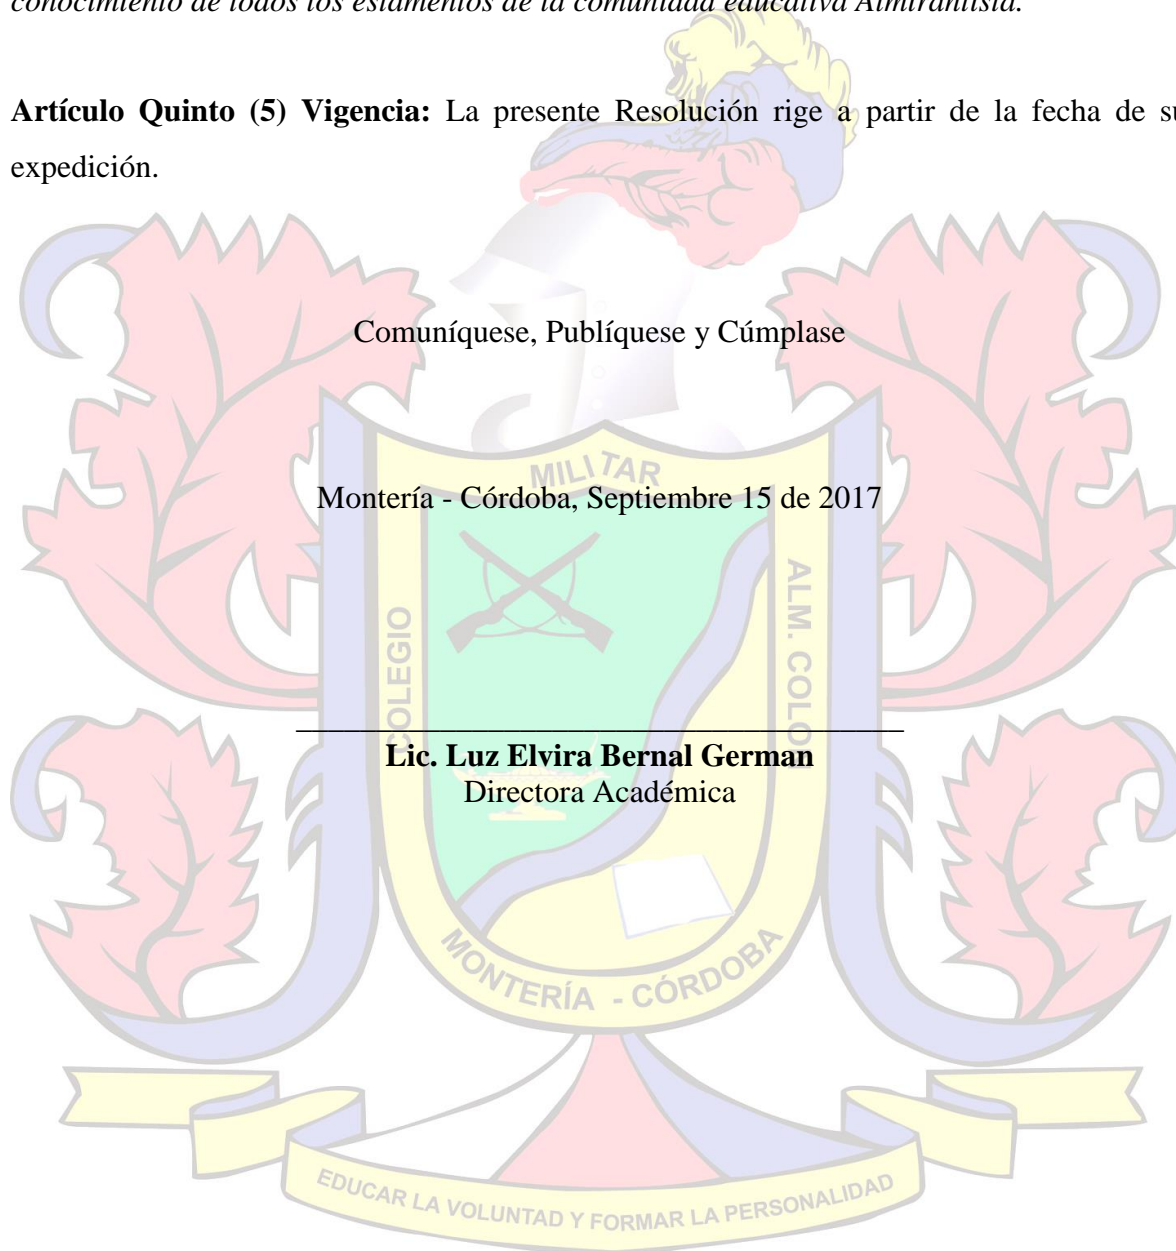 conocimiento de todos los estamentos de la comunidad educativa Almirantista.
Artículo Quinto (5) Vigencia: La presente Resolución rige a partir de la fecha de su
expedición.
Comuníquese, Publíquese y Cúmplase
MILITAR
Montería - Córdoba, Septiembre 15 de 2017
COLEGIO
ALM. COLON
Lic. Luz Elvira Bernal German
Directora Académica
MONTERÍA - CÓRDOBA
EDUCAR LA VOLUNTAD Y FORMAR LA PERSONALIDAD